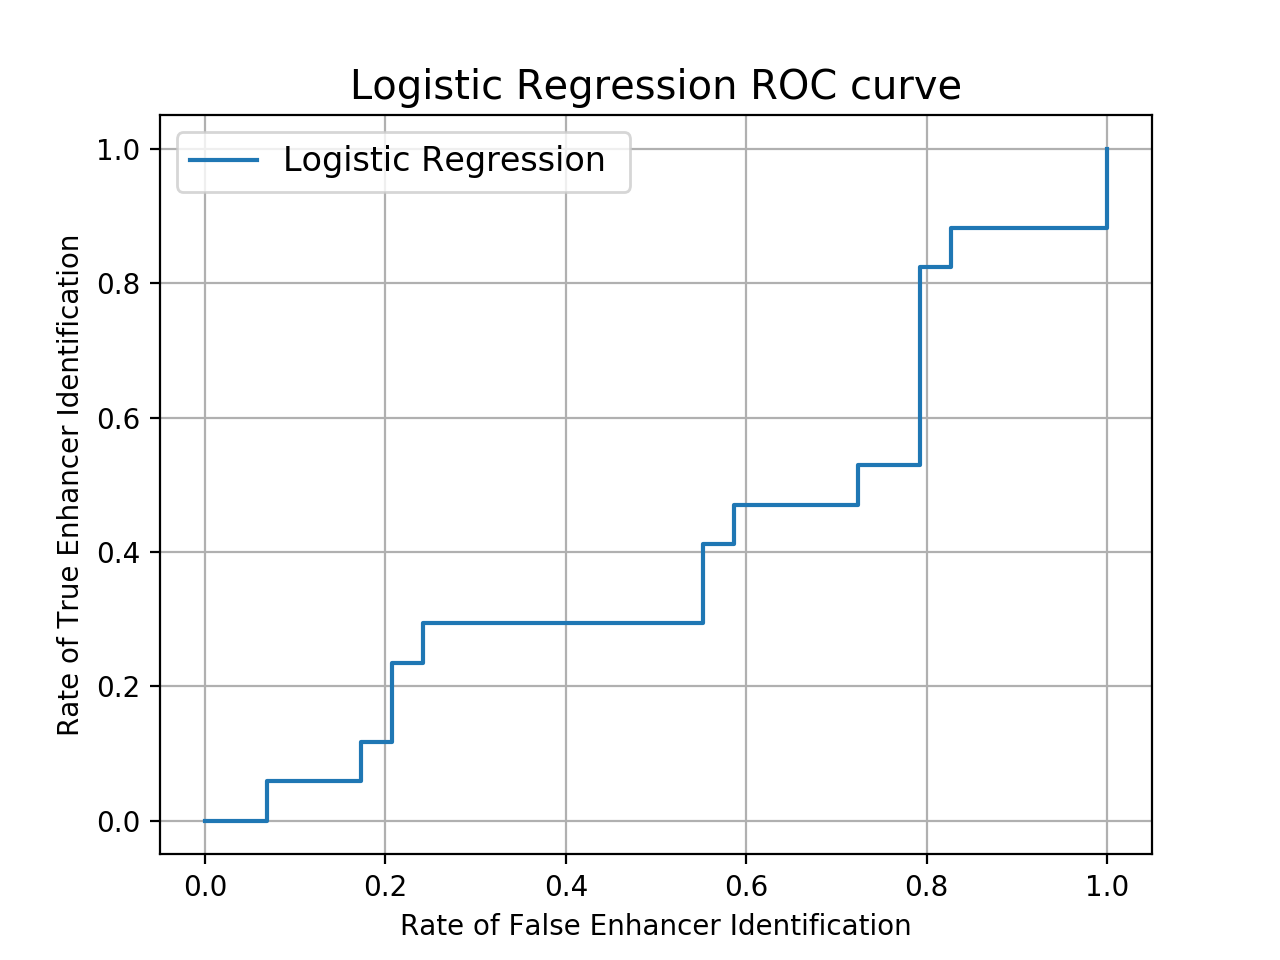 Logistic Regression ROC curve
Logistic Regression
Rate of True Enhancer Identification
1.0
0.8
0.6
0.4
0.2
0.0
0.0 0.2 0.4 0.6 0.8 1.0
Rate of False Enhancer Identification